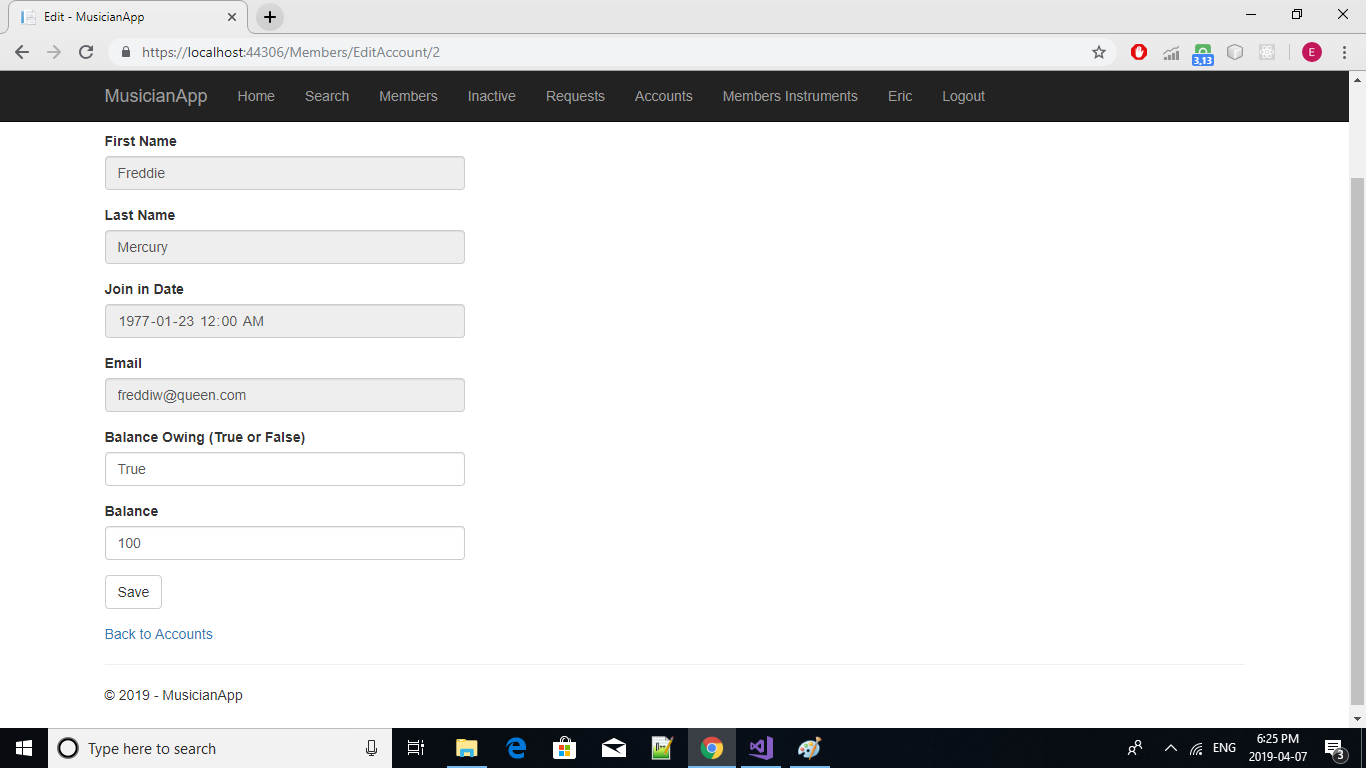 Edit - MusicianApp
https://localhost:44306/Members/EditAccount/2
3,13
E
MusicianApp Home Search Members Inactive Requests Accounts Members Instruments Eric Logout
First Name
Freddie
Last Name
Mercury
Join in Date
1977-01-23 12:00 AM
Email
freddiw@queen.com
Balance Owing (True or False)
True
Balance
100
Save
Back to Accounts
© 2019 - MusicianApp
Type here to search
ENG
6:25 PM
2019-04-07
3